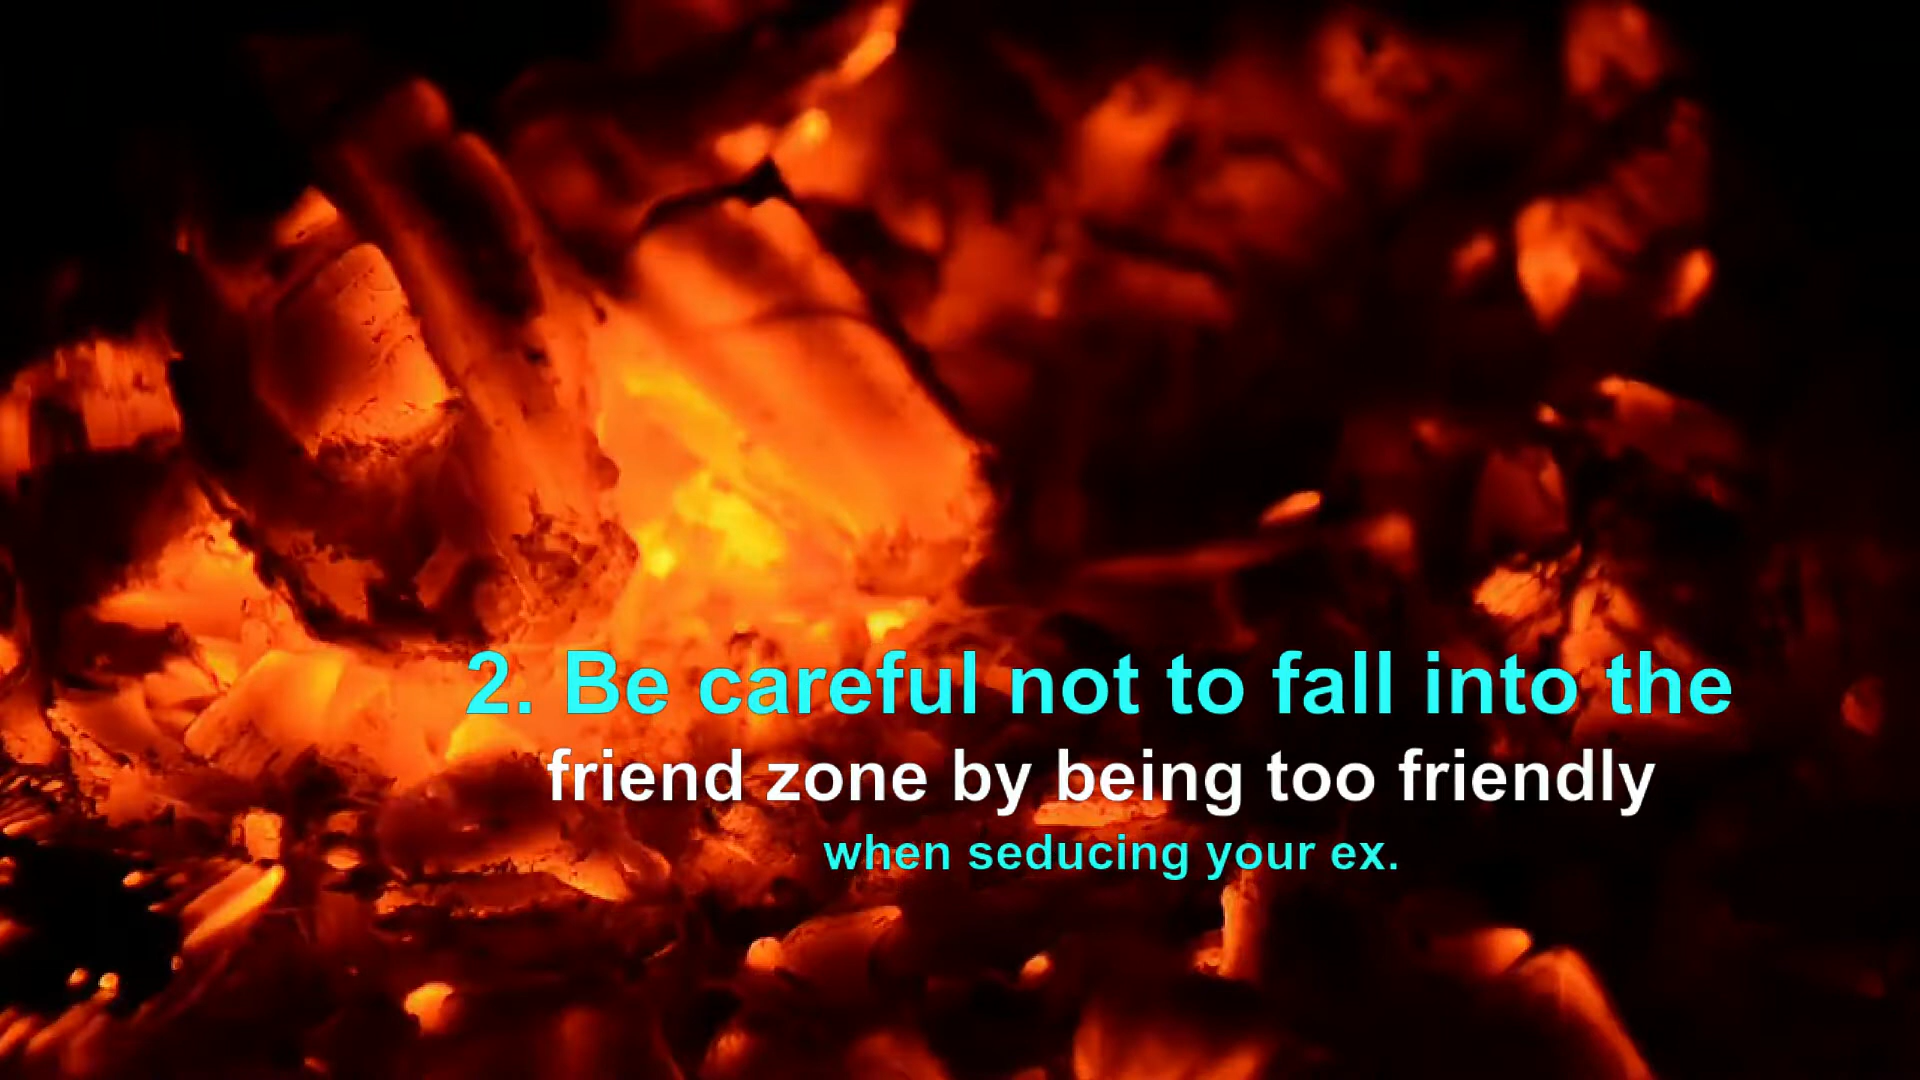 2. Be careful not to fall into the
friend zone by being too friendly
when seducing your ex.